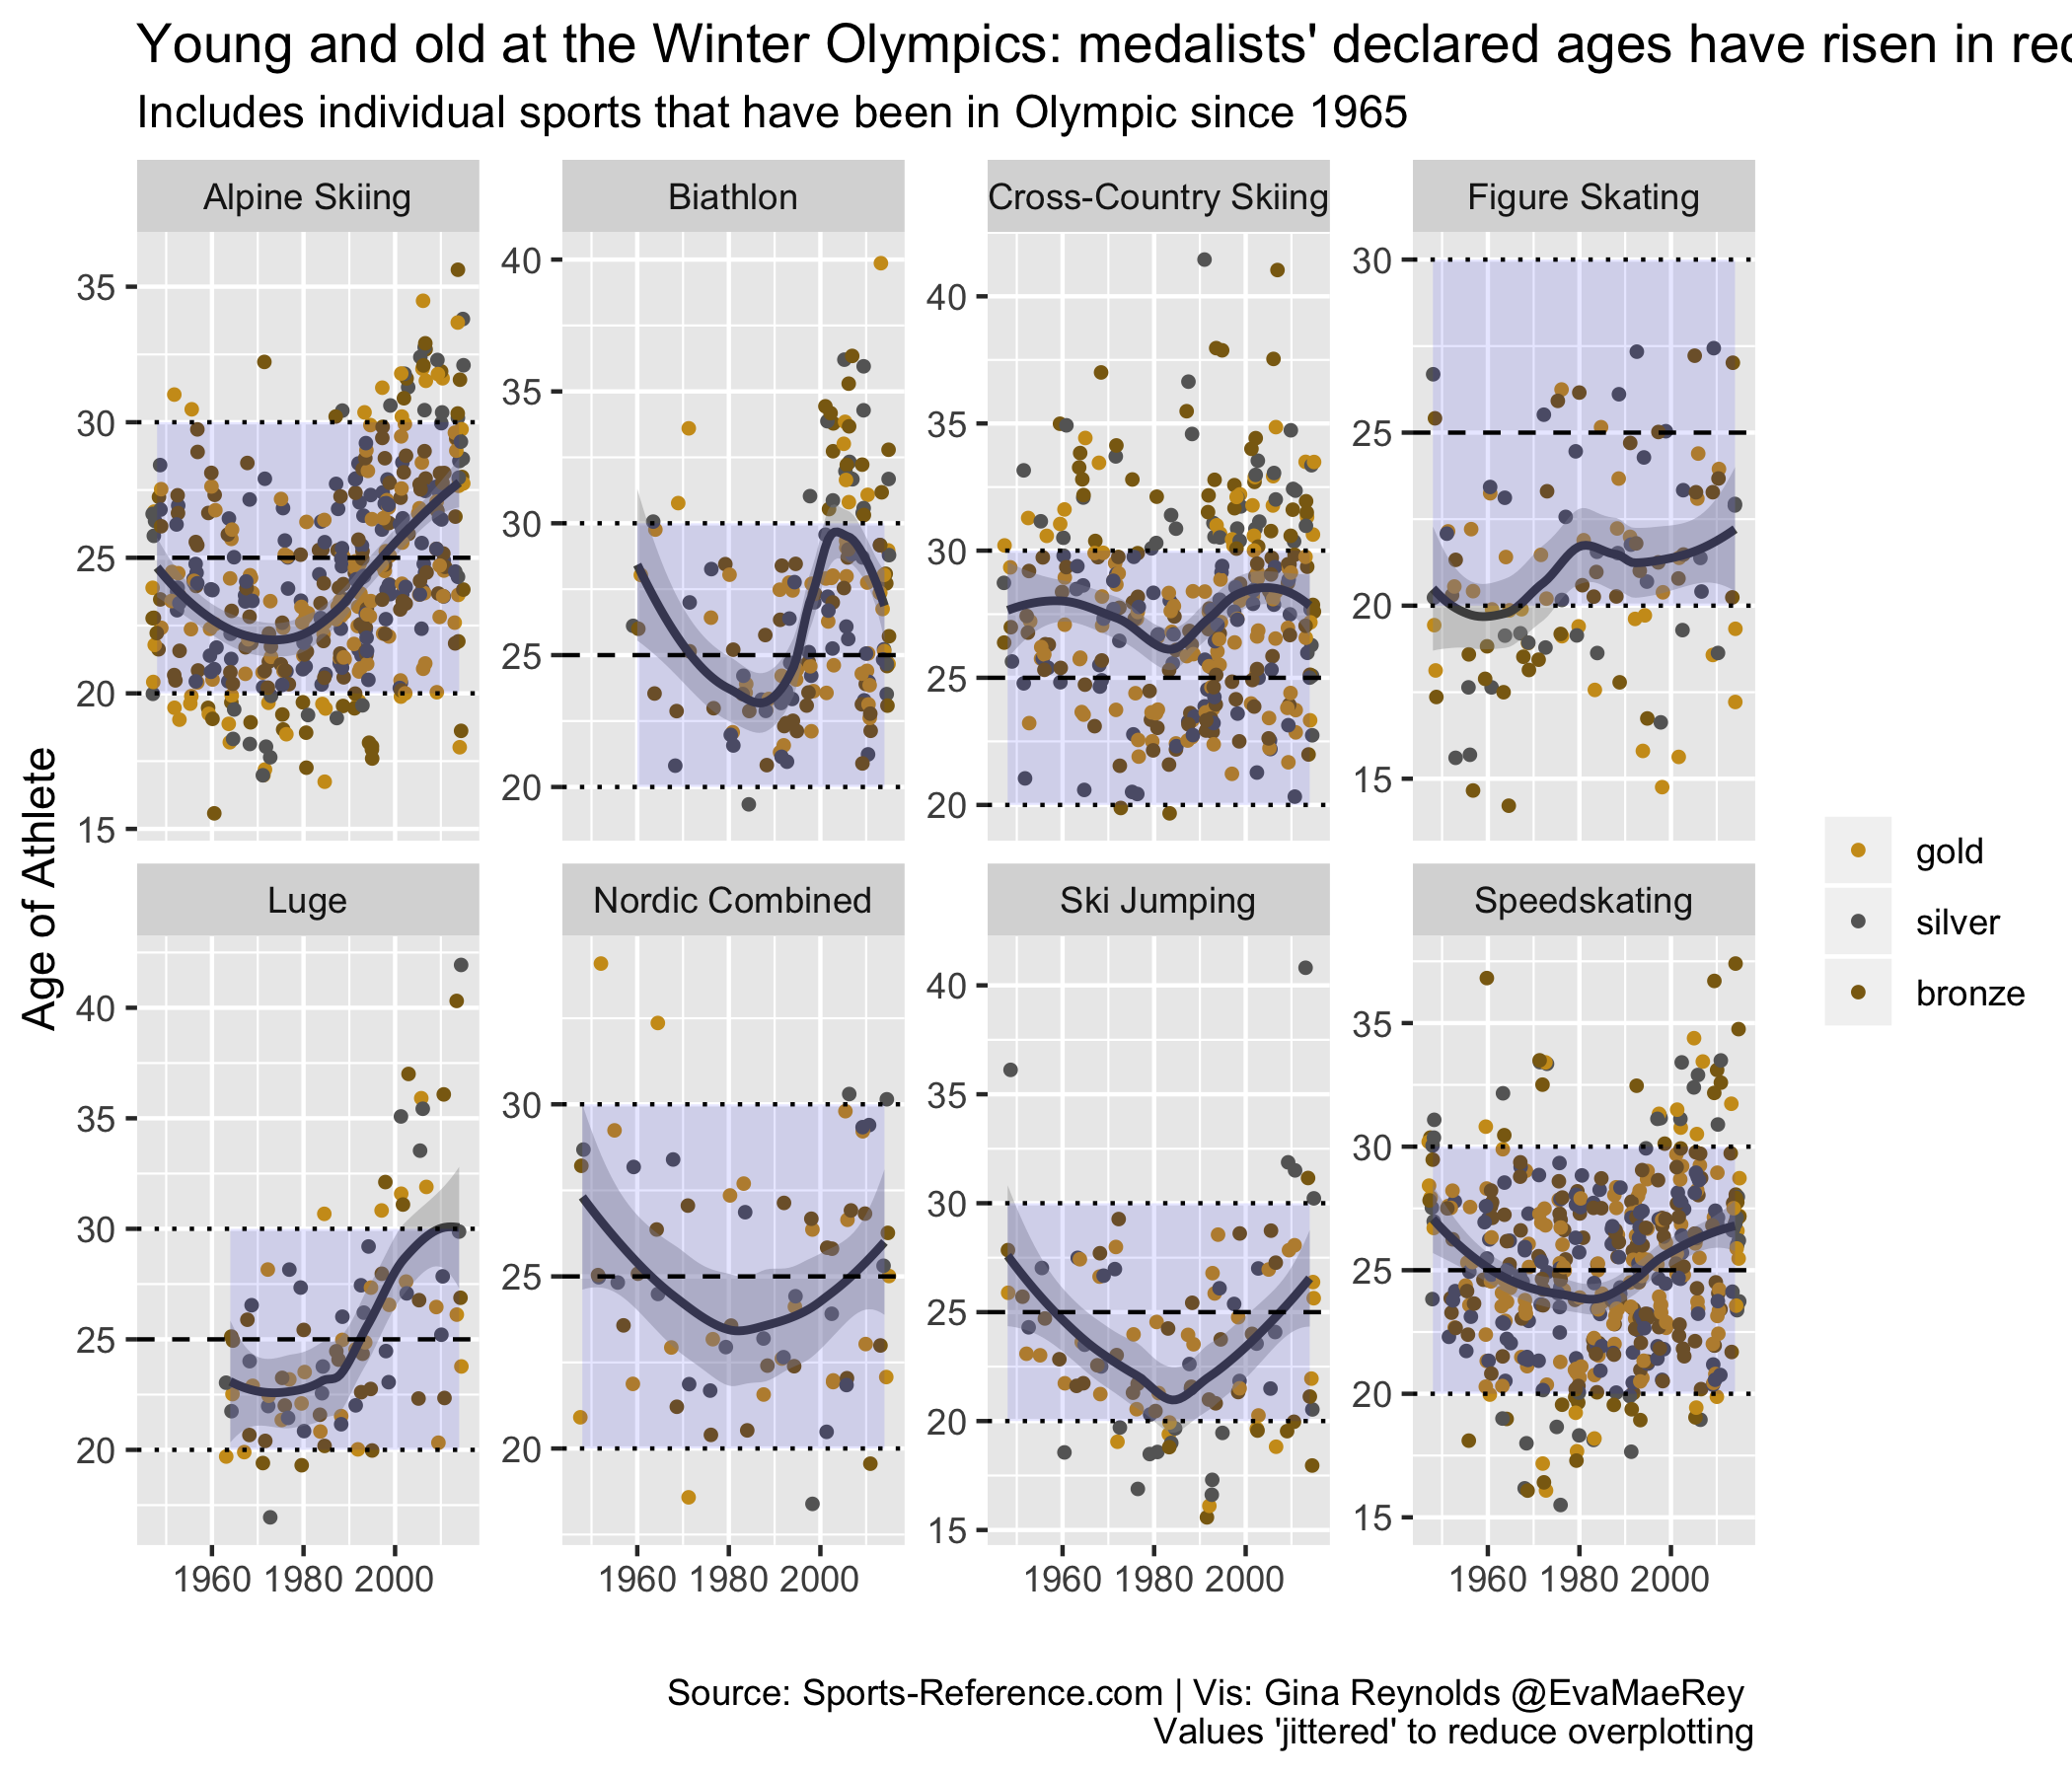 Young and old at the Winter Olympics: medalists' declared ages have risen in
Includes individual sports that have been in Olympic since 1965
Alpine Skiing
Biathlon
Cross-Country Skiing
Figure Skating
35
30
25
20
15
40
35
30
25
20
40
35
30
25
20
30
25
20
15
Age of Athlete
Luge
Nordic Combined
Ski Jumping
Speedskating
40
35
30
25
20
30
25
20
40
35
30
25
20
15
35
30
25
20
15
1960 1980 2000
1960 1980 2000
1960 1980 2000
1960 1980 2000
gold
silver
bronze
Source: Sports-Reference.com | Vis: Gina Reynolds @EvaMaeRey
Values 'jittered' to reduce overplotting